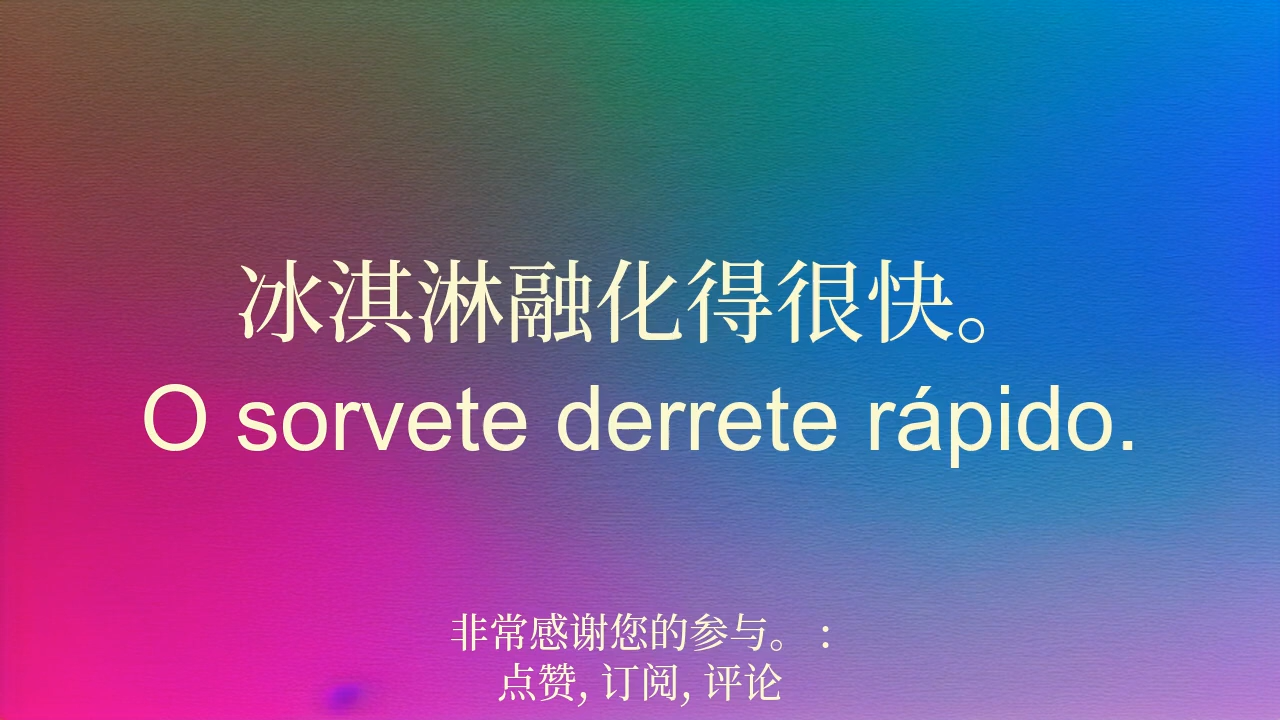 冰淇淋融化得很快。
O sorvete derrete rápido.
非常感谢您的参与。 :
点赞, 订阅, 评论